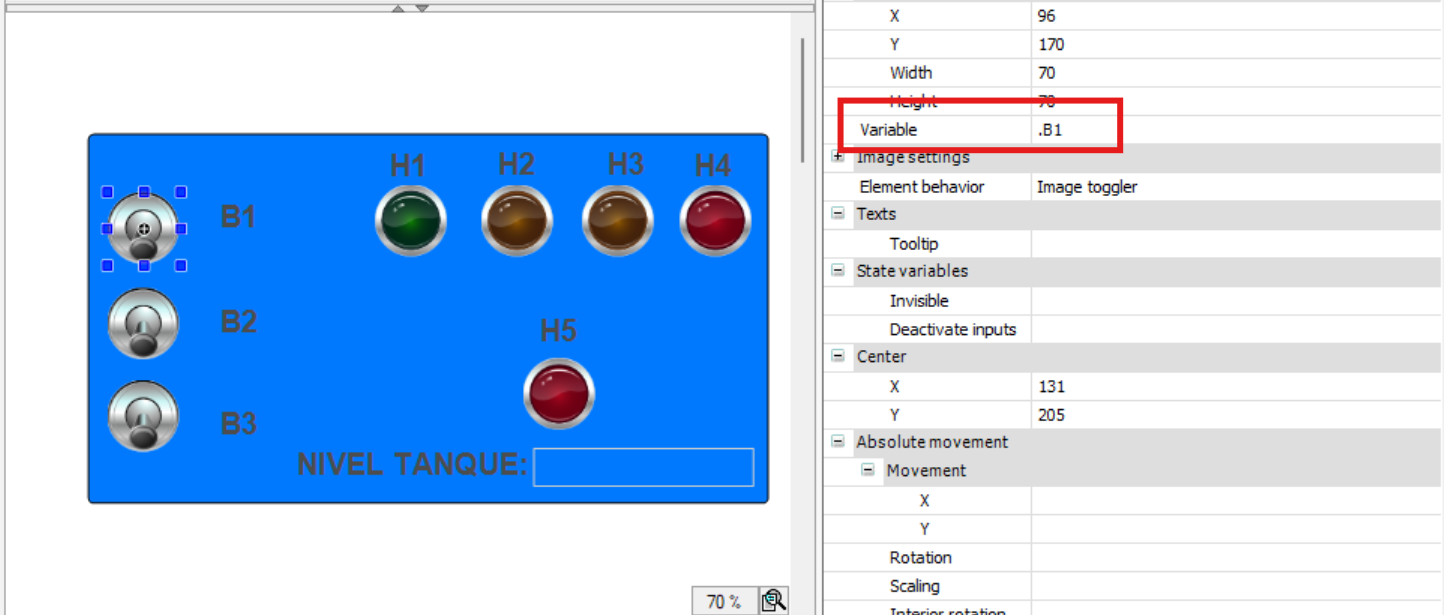 H1 H2 H3 H4
B1
B2
H5
B3
NIVEL TANQUE:
70 %
X 96
Y 170
Width 70
Height 70
Variable .B1
Image settings
Element behavior Image toggler
Texts
Tooltip
State variables
Invisible
Deactivate inputs
Center
X 131
Y 205
Absolute movement
Movement
X
Y
Rotation
Scaling
Interior rotation